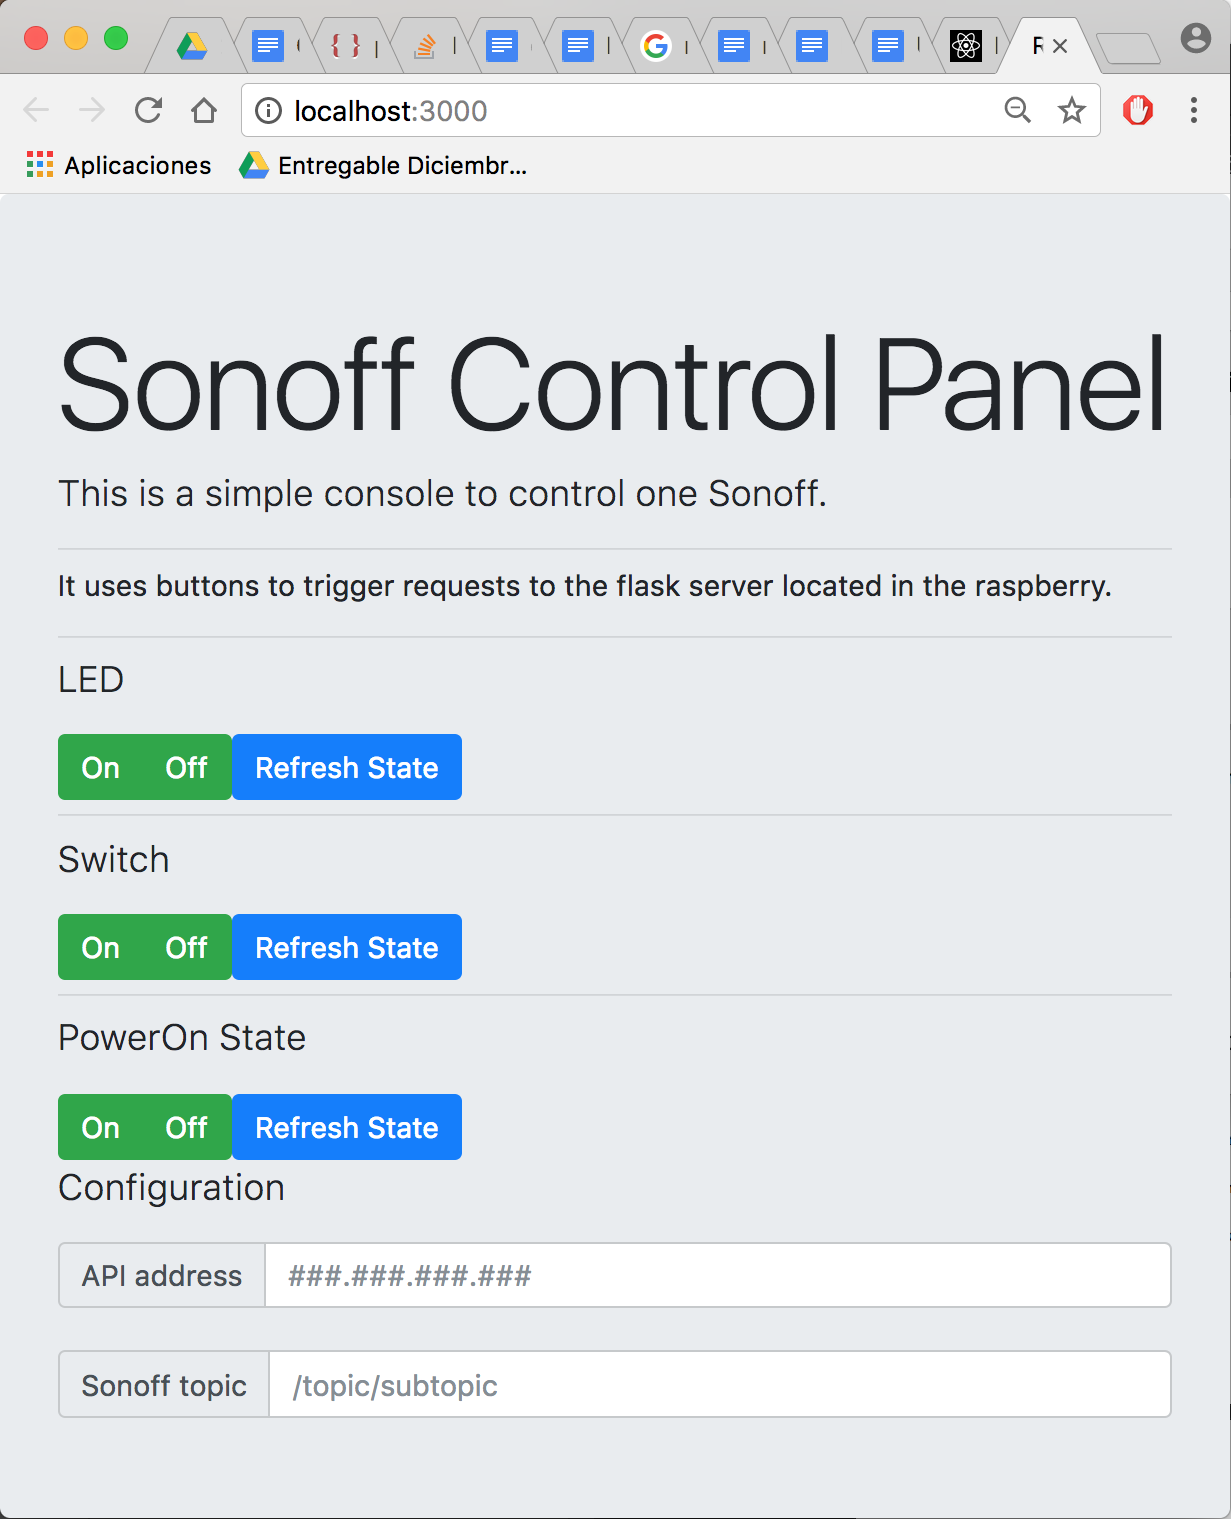 R
localhost:3000
Aplicaciones
Entregable Diciembr...
Sonoff Control Panel
This is a simple console to control one Sonoff.
It uses buttons to trigger requests to the flask server located in the raspberry.
LED
On Off Refresh State
Switch
On Off Refresh State
PowerOn State
On Off Refresh State
Configuration
API address ###.###.###.###
Sonoff topic /topic/subtopic